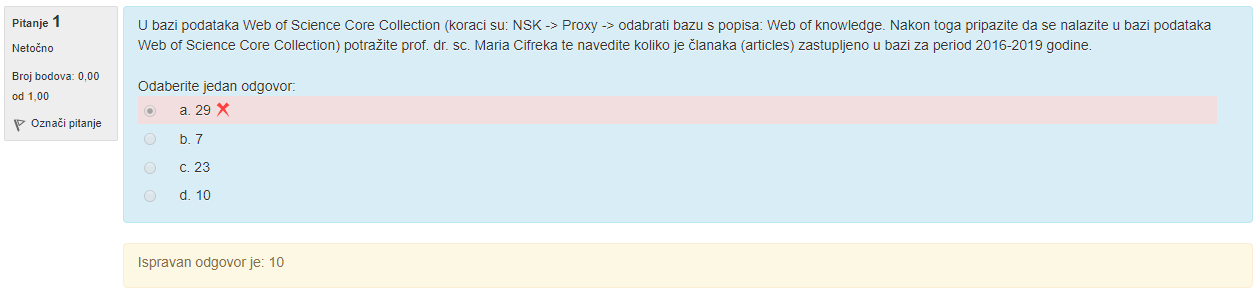 Pitanje 1
Netočno
Broj bodova: 0,00
od 1,00
Označi pitanje
U bazi podataka Web of Science Core Collection (koraci su: NSK -> Proxy -> odabrati bazu s popisa: Web of knowledge. Nakon toga pripazite da se nalazite u bazi podataka
Web of Science Core Collection) potražite prof. dr. sc. Maria Cifreka te navedite koliko je članaka (articles) zastupljeno u bazi za period 2016-2019 godine.
Odaberite jedan odgovor:
a. 29
b. 7
c. 23
d. 10
Ispravan odgovor je: 10